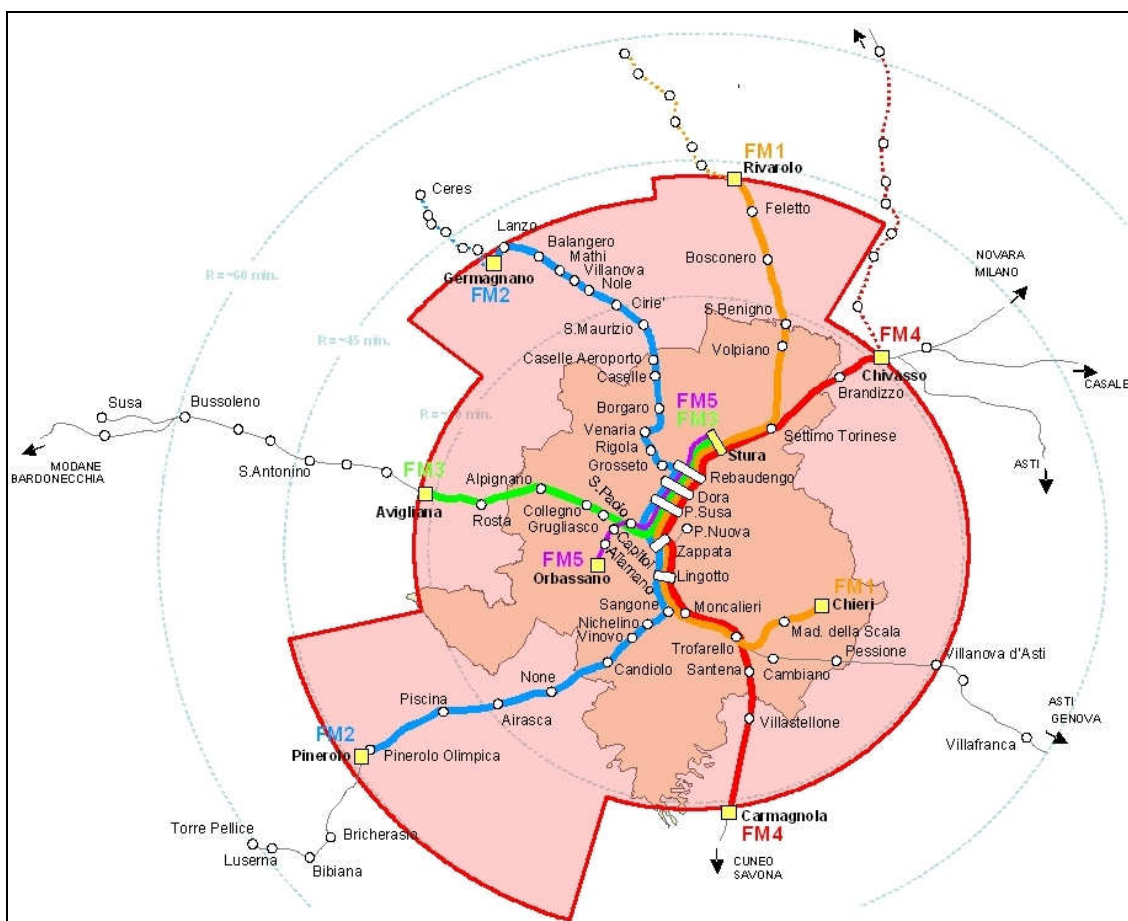 FM1
Rivarolo
Feletto
Bosconero
S.Benigno
Volpiano
Ceres
Lanzo
Balangero
Mathi
Villanova
Nole
Germagnano
FM2
Cirie'
S.Maurizio
Caselle Aeroporto
Caselle
Borgaro
Venaria
Rigola
Grosseto
NOVARA
MILANO
FM4
Chivasso
CASALE
Brandizzo
ASTI
Settimo Torinese
R=~60 min.
R=~45 min.
FM5
FM3
Stura
Rebaudengo
Dora
P.Susa
P.Nuova
Zappata
Lingotto
Susa
Bussoleno
MODANE
BARDONECCHIA
S.Antonino
FM3
Avigliana
Alpignano
Rosta
Collegno
Grugliasco
S.Paolo
Capitol
Allamano
FM5
Orbassano
Sangone
Nichelino
Vinovo
Candiolo
None
Airasca
Piscina
FM2
Pinerolo
Pinerolo Olimpica
Moncalieri
FM1
Chieri
Mad. della Scala
Trofarello
Pessione
Santena
Cambiano
Villanova d'Asti
Villastellone
ASTI
GENOVA
Villafranca
Carmagnola
FM4
CUNEO
SAVONA
Torre Pellice
Luserna
Bricherasio
Bibiana